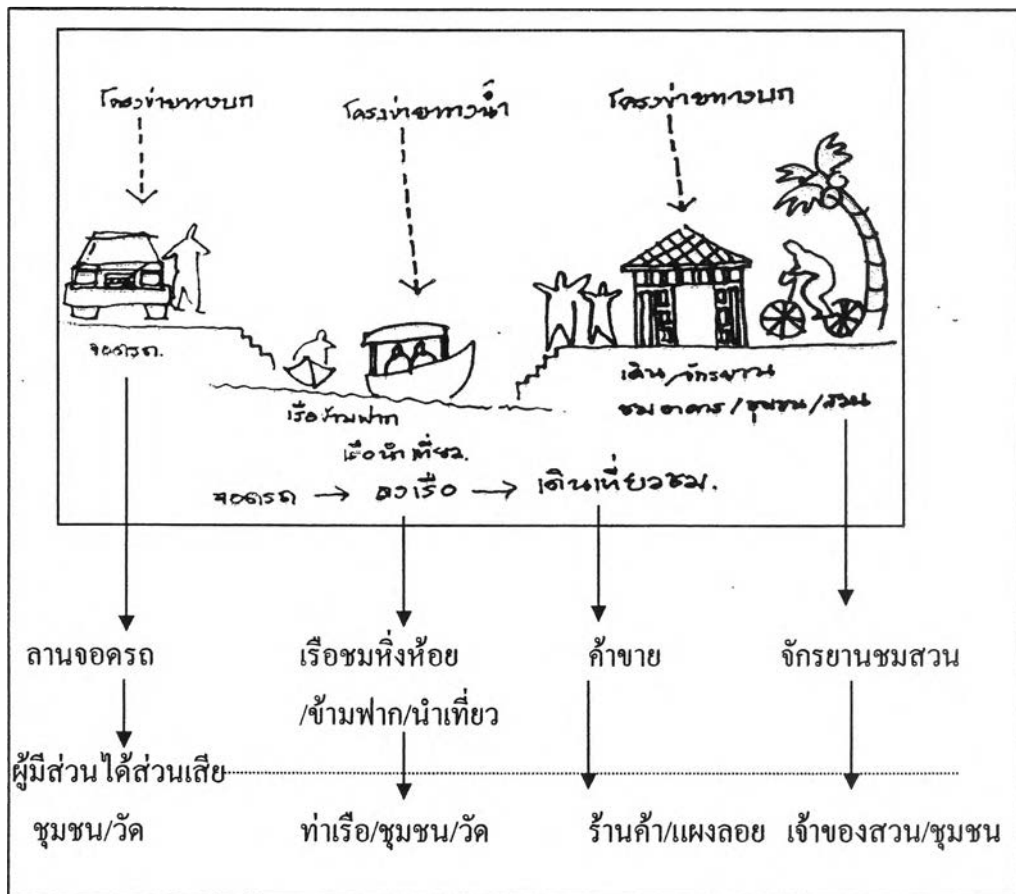 โครงข่ายทางบก
โครงข่ายทางน้ำ
โครงข่ายทางบก
จอดรถ.
เรือข้ามฟาก
เรือนำเที่ยว.
เดิน/จักรยาน
ชมอาคาร/ชุมชน/สวน
จอดรถ → ลงเรือ → เดินเที่ยวชม.
ลานจอดรถ
เรือชมหิ่งห้อย
/ข้ามฟาก/นำเที่ยว
ค้าขาย
จักรยานชมสวน
ผู้มีส่วนได้ส่วนเสีย
ชุมชน/วัด
ท่าเรือ/ชุมชน/วัด
ร้านค้า/แผงลอย
เจ้าของสวน/ชุมชน